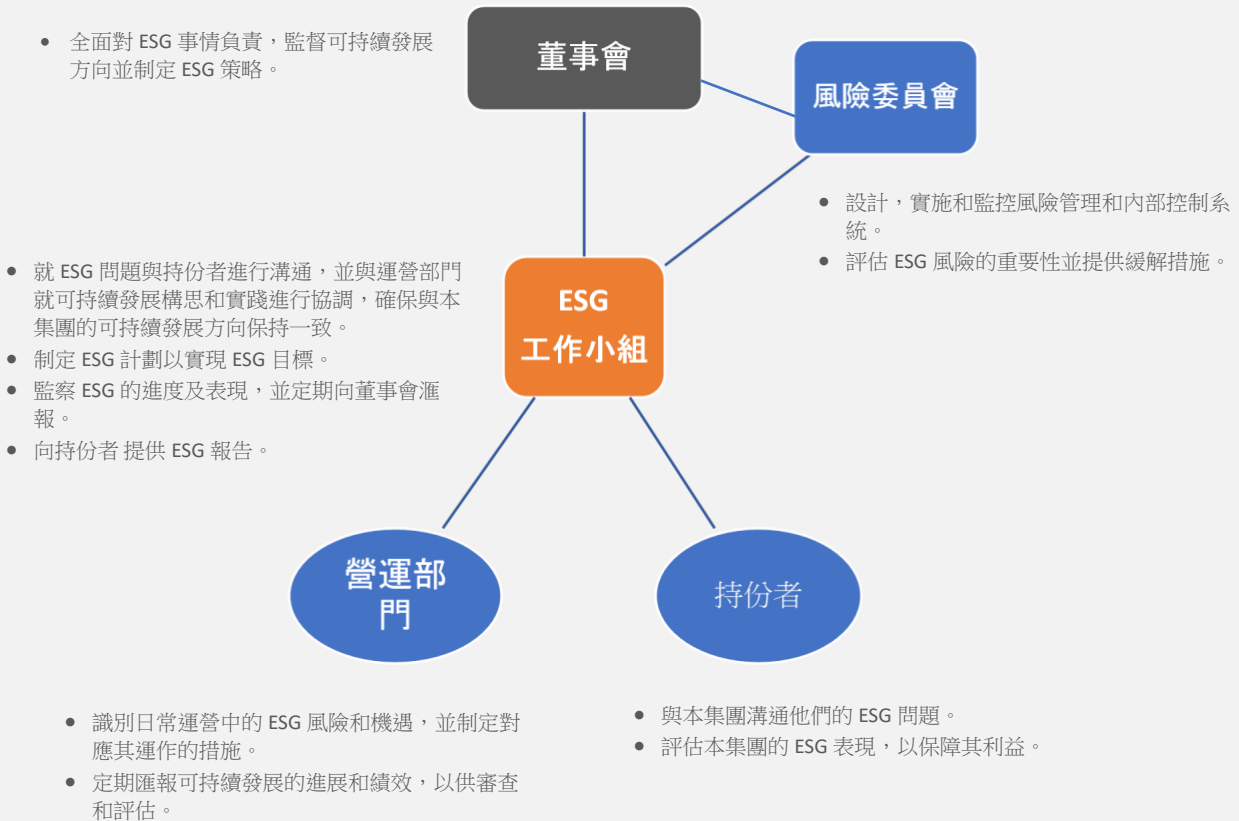 • 全面對 ESG 事情負責，監督可持續發展
方向並制定 ESG 策略。
董事會
風險委員會
• 設計，實施和監控風險管理和內部控制系
統。
• 評估 ESG 風險的重要性並提供緩解措施。
• 就 ESG 問題與持份者進行溝通，並與運營部門
就可持續發展構思和實踐進行協調，確保與本
集團的可持續發展方向保持一致。
• 制定 ESG 計劃以實現 ESG 目標。
• 監察 ESG 的進度及表現，並定期向董事會滙
報。
• 向持份者 提供 ESG 報告。
ESG
工作小組
營運部
門
持份者
• 識別日常運營中的 ESG 風險和機遇，並制定對
應其運作的措施。
• 定期匯報可持續發展的進展和績效，以供審查
和評估。
• 與本集團溝通他們的 ESG 問題。
• 評估本集團的 ESG 表現，以保障其利益。